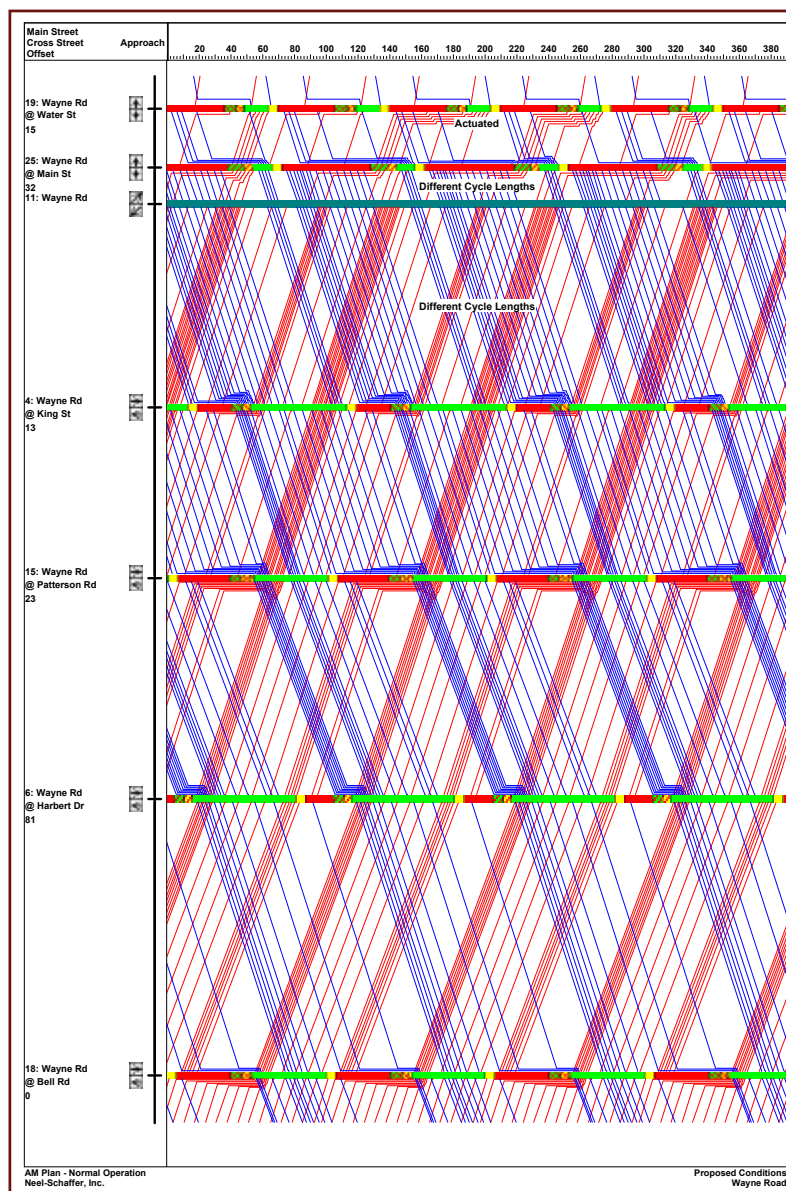 Main Street
Cross Street Approach
Offset
20 40 60 80 100 120 140 160 180 200 220 240 260 280 300 320 340 360 380
19: Wayne Rd
@ Water St
15
Actuated
25: Wayne Rd
@ Main St
32
Different Cycle Lengths
11: Wayne Rd
Different Cycle Lengths
4: Wayne Rd
@ King St
13
15: Wayne Rd
@ Patterson Rd
23
6: Wayne Rd
@ Harbert Dr
81
18: Wayne Rd
@ Bell Rd
0
AM Plan - Normal Operation Proposed Conditions
Neel-Schaffer, Inc. Wayne Road